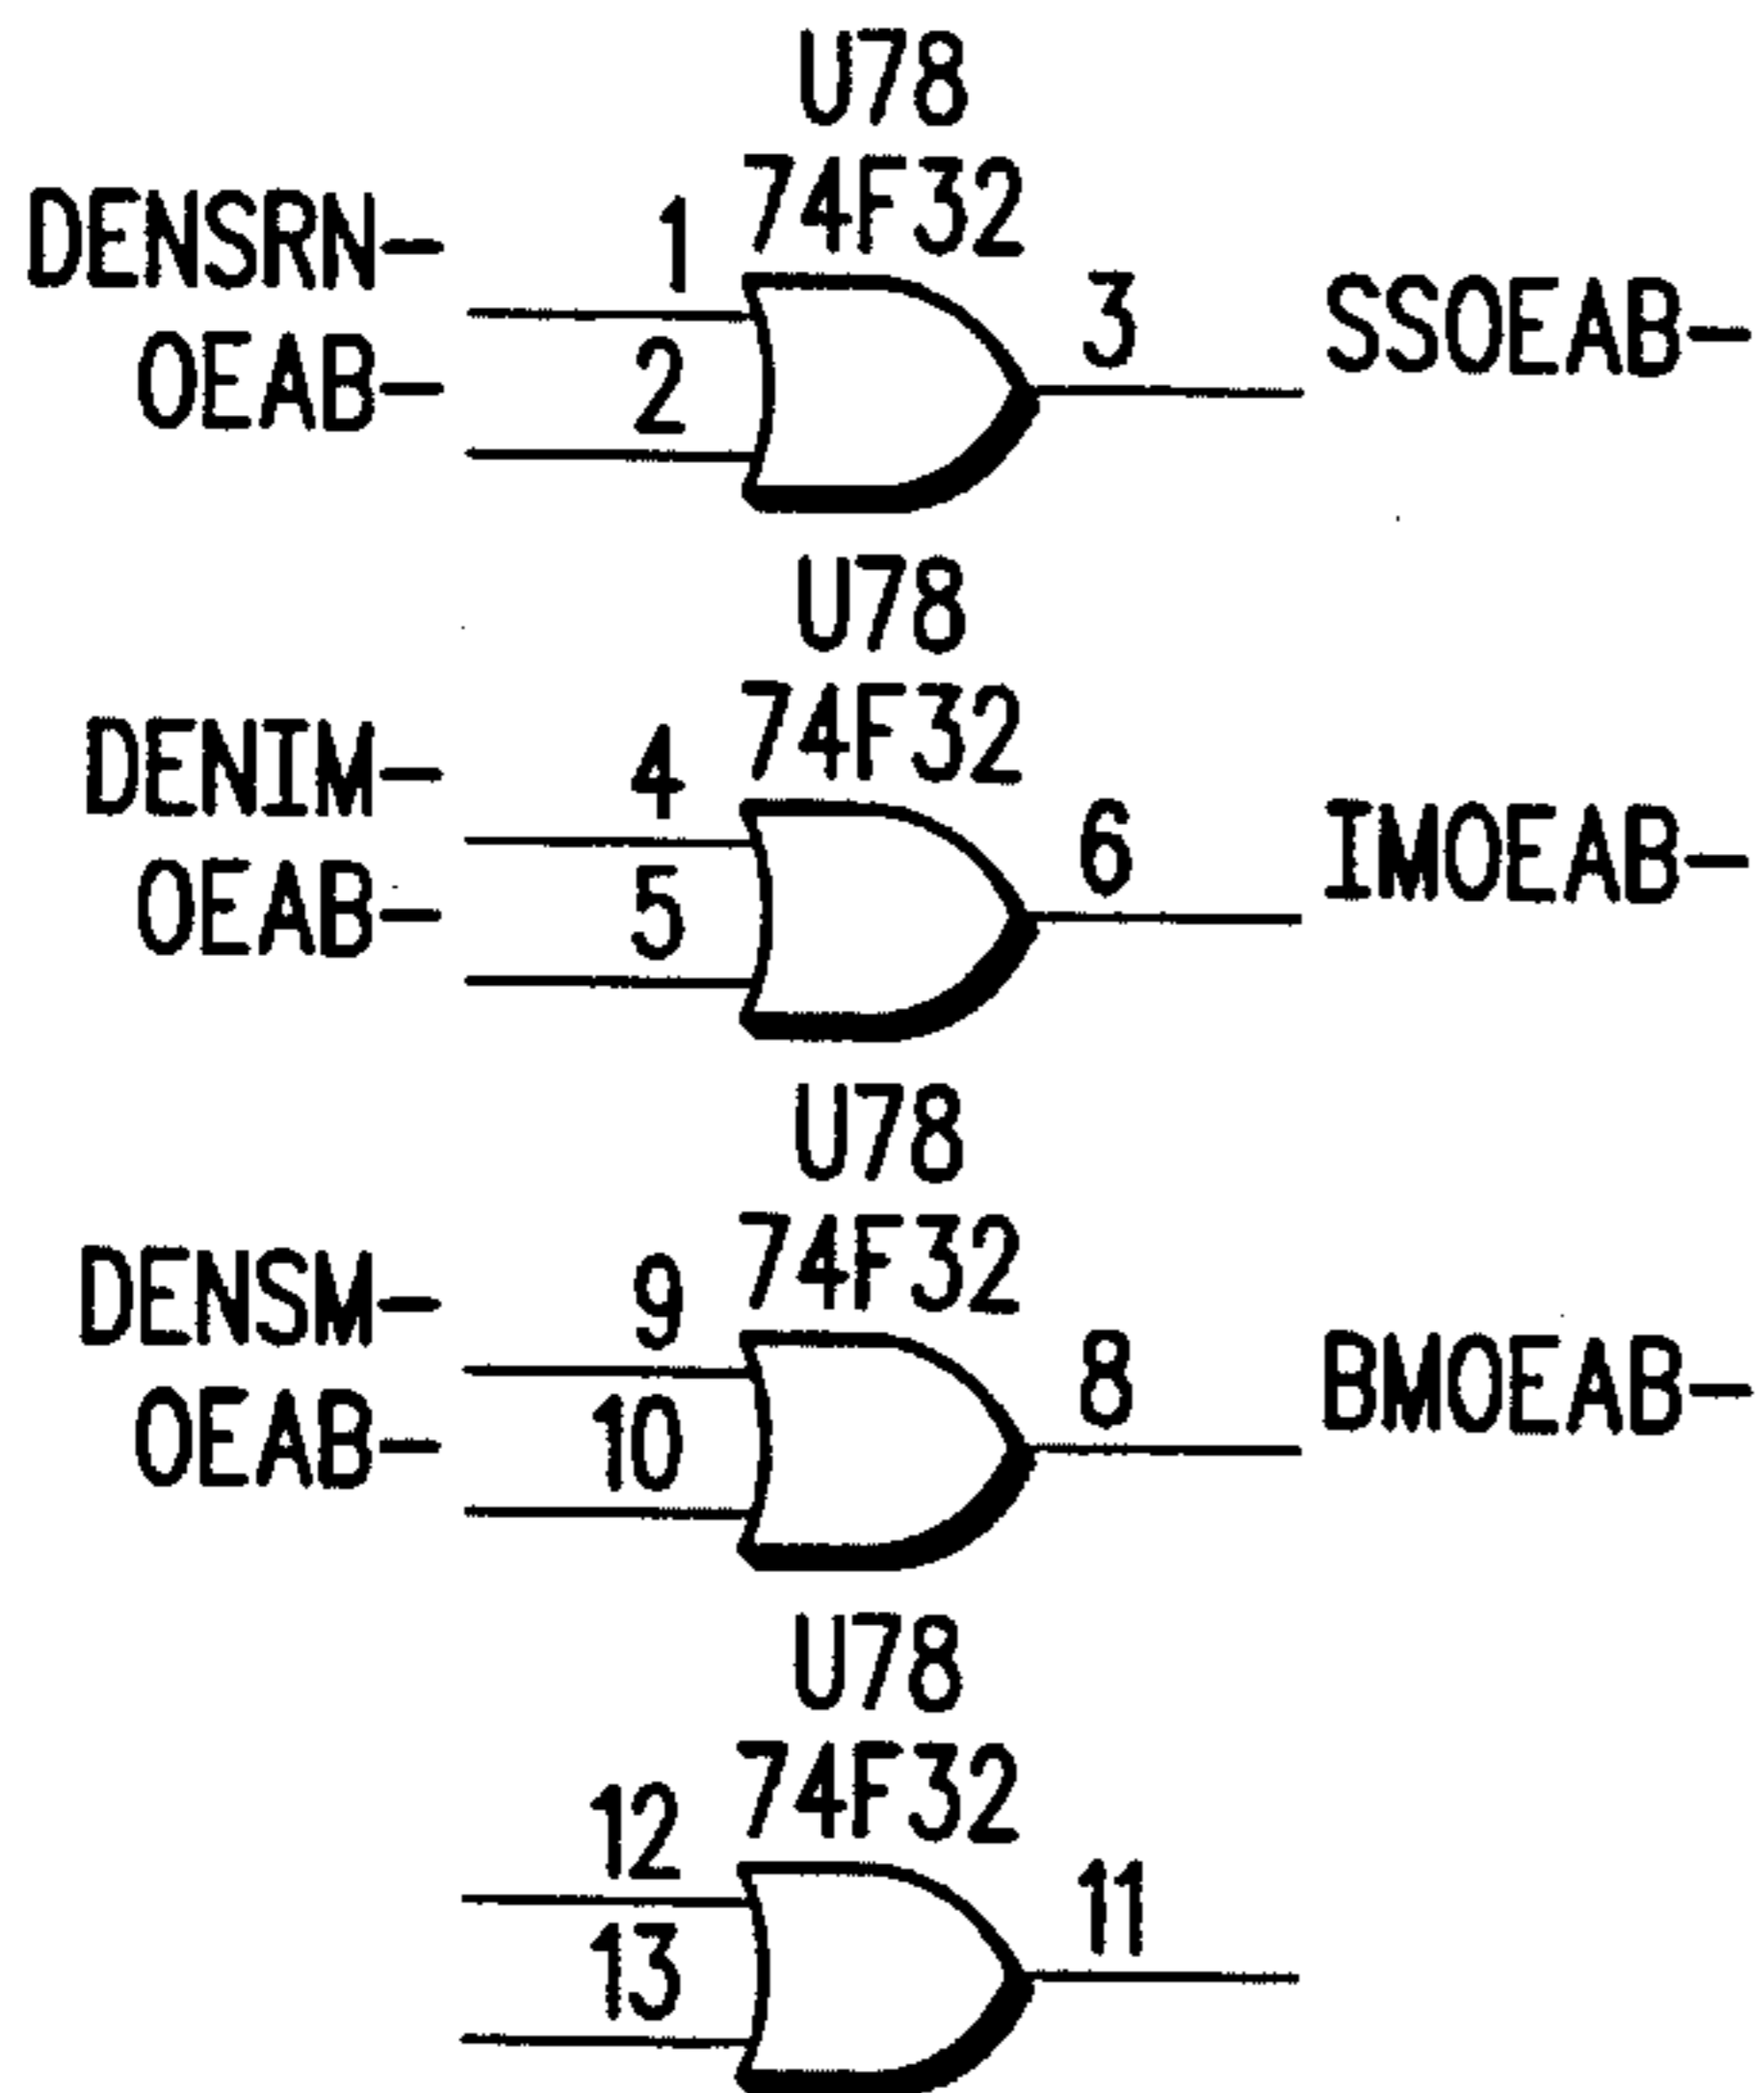 U78
74F32
DENSRN-
1
OEAB-
2
3
SSOEAB-
U78
74F32
DENIM-
4
OEAB-
5
6
IMOEAB-
U78
74F32
DENSM-
9
OEAB-
10
8
BMOEAB-
U78
74F32
12
13
11